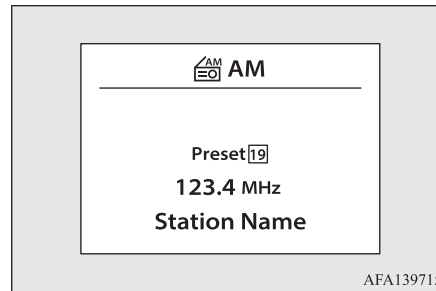 AM AM
Preset 19
123.4 MHz
Station Name
AFA13971